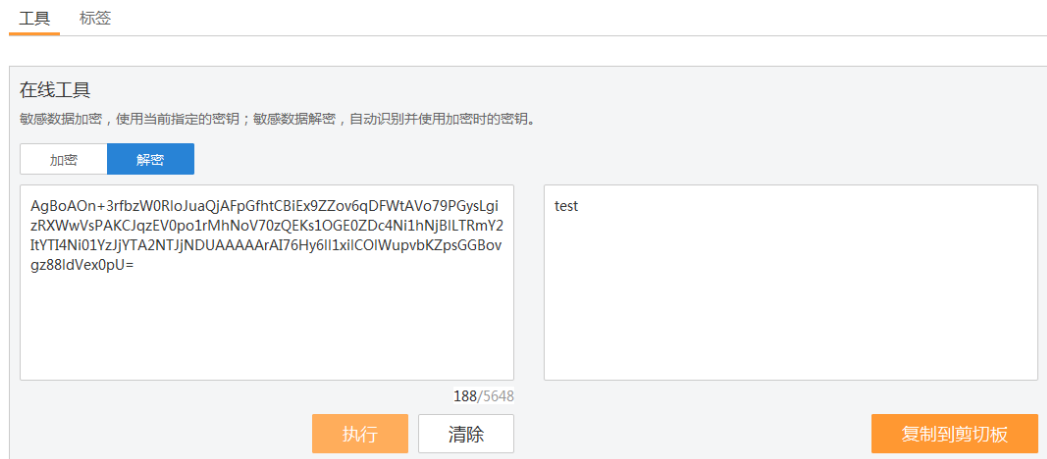 工具 标签
在线工具
敏感数据加密，使用当前指定的密钥；敏感数据解密，自动识别并使用加密时的密钥。
加密 解密
AgBoAOn+3rfbzW0RloJuaQjAFpGfhtCBiEx9ZZov6qDFWtAVo79PGysLgi
zRXWwVsPAKCJqzEV0po1rMhNoV70zQEKs1OGE0ZDc4Ni1hNjBlLTRmY2
ItYTI4Ni01YzJjYTA2NTJjNDUAAAAArAI76Hy6ll1xilCOlWupvbKZpsGGBov
gz88ldVex0pU=
test
188/5648
执行 清除 复制到剪切板